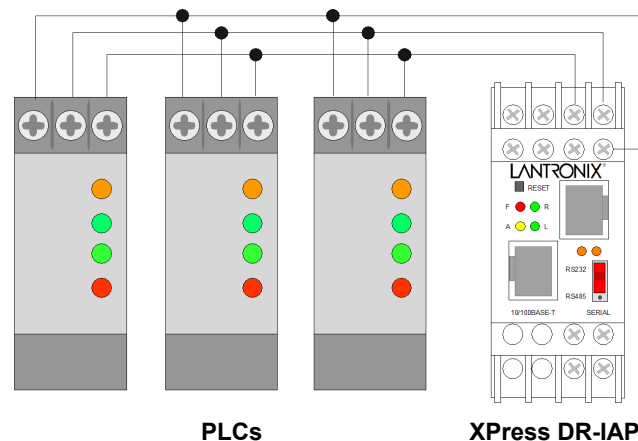 LANTRONIX®
RESET
F R
A L
RS232
RS485
10/100BASE-T SERIAL
PLCs XPress DR-IAP